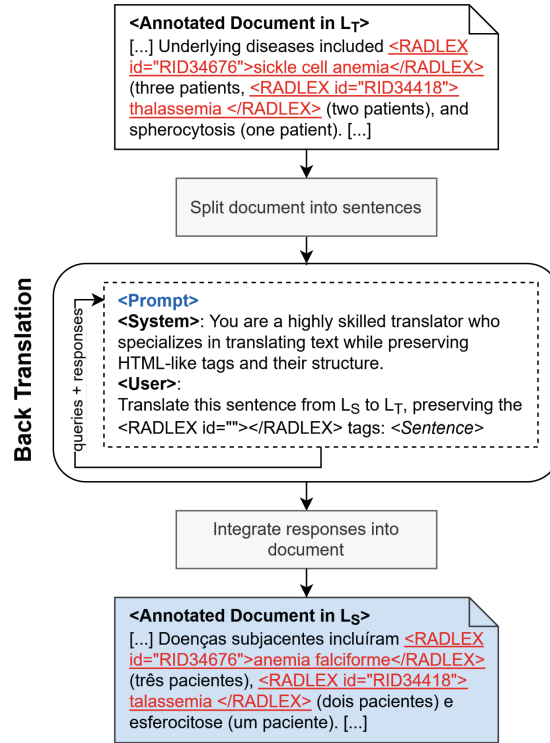 <Annotated Document in LT>
[...] Underlying diseases included <RADLEX
id="RID34676">sickle cell anemia</RADLEX>
(three patients, <RADLEX id="RID34418">
thalassemia </RADLEX> (two patients), and
spherocytosis (one patient). [...]
Split document into sentences
Back Translation
queries + responses
<Prompt>
<System>: You are a highly skilled translator who
specializes in translating text while preserving
HTML-like tags and their structure.
<User>:
Translate this sentence from LS to LT, preserving the
<RADLEX id=""></RADLEX> tags: <Sentence>
Integrate responses into
document
<Annotated Document in LS>
[...] Doenças subjacentes incluíram <RADLEX
id="RID34676">anemia falciforme</RADLEX>
(três pacientes), <RADLEX id="RID34418">
talassemia </RADLEX> (dois pacientes) e
esferocitose (um paciente). [...]